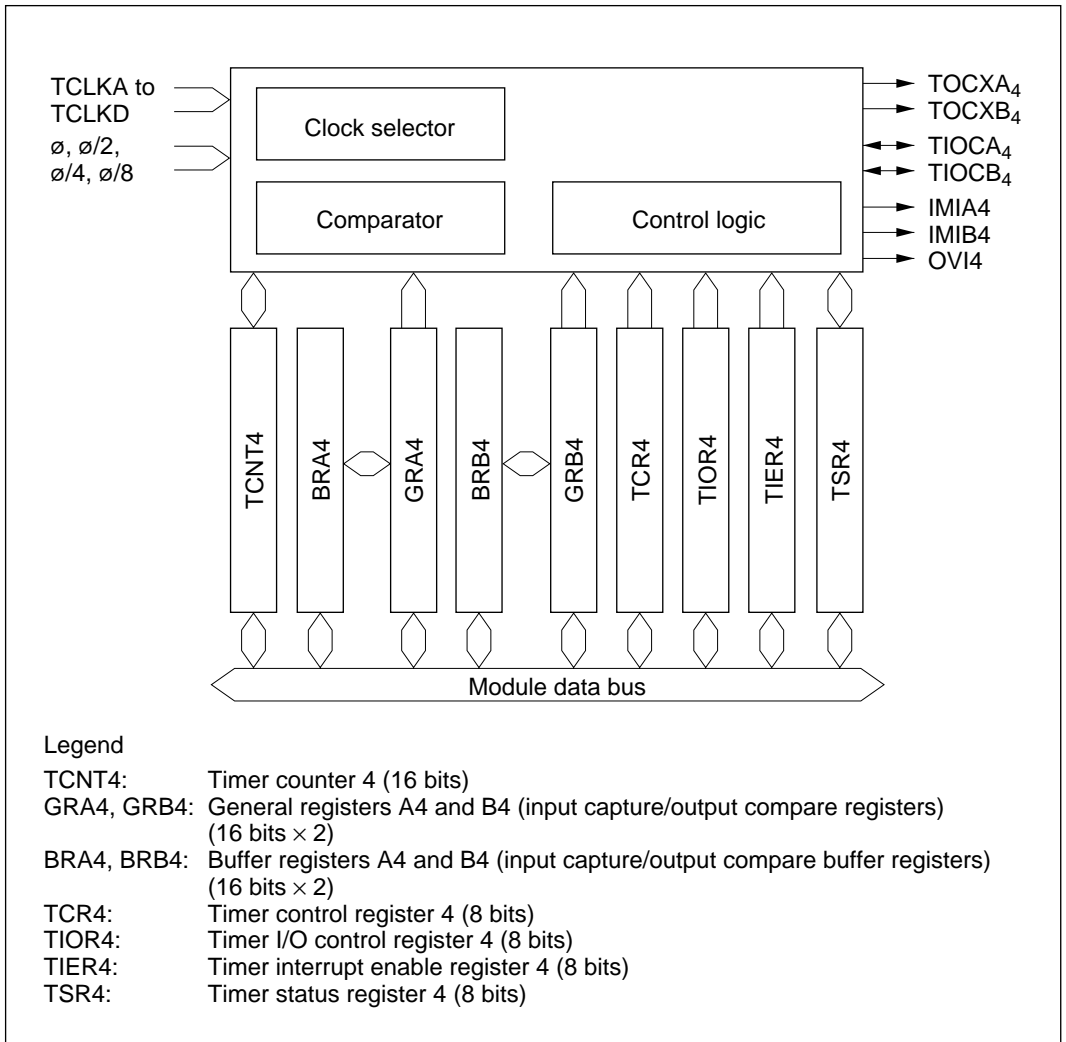 TCLKA to
TCLKD
ø, ø/2,
ø/4, ø/8
Clock selector
Comparator
Control logic
TOCXA4
TOCXB4
TIOCA4
TIOCB4
IMIA4
IMIB4
OVI4
TCNT4
BRA4
GRA4
BRB4
GRB4
TCR4
TIOR4
TIER4
TSR4
Module data bus
Legend
TCNT4: Timer counter 4 (16 bits)
GRA4, GRB4: General registers A4 and B4 (input capture/output compare registers)
(16 bits × 2)
BRA4, BRB4: Buffer registers A4 and B4 (input capture/output compare buffer registers)
(16 bits × 2)
TCR4: Timer control register 4 (8 bits)
TIOR4: Timer I/O control register 4 (8 bits)
TIER4: Timer interrupt enable register 4 (8 bits)
TSR4: Timer status register 4 (8 bits)